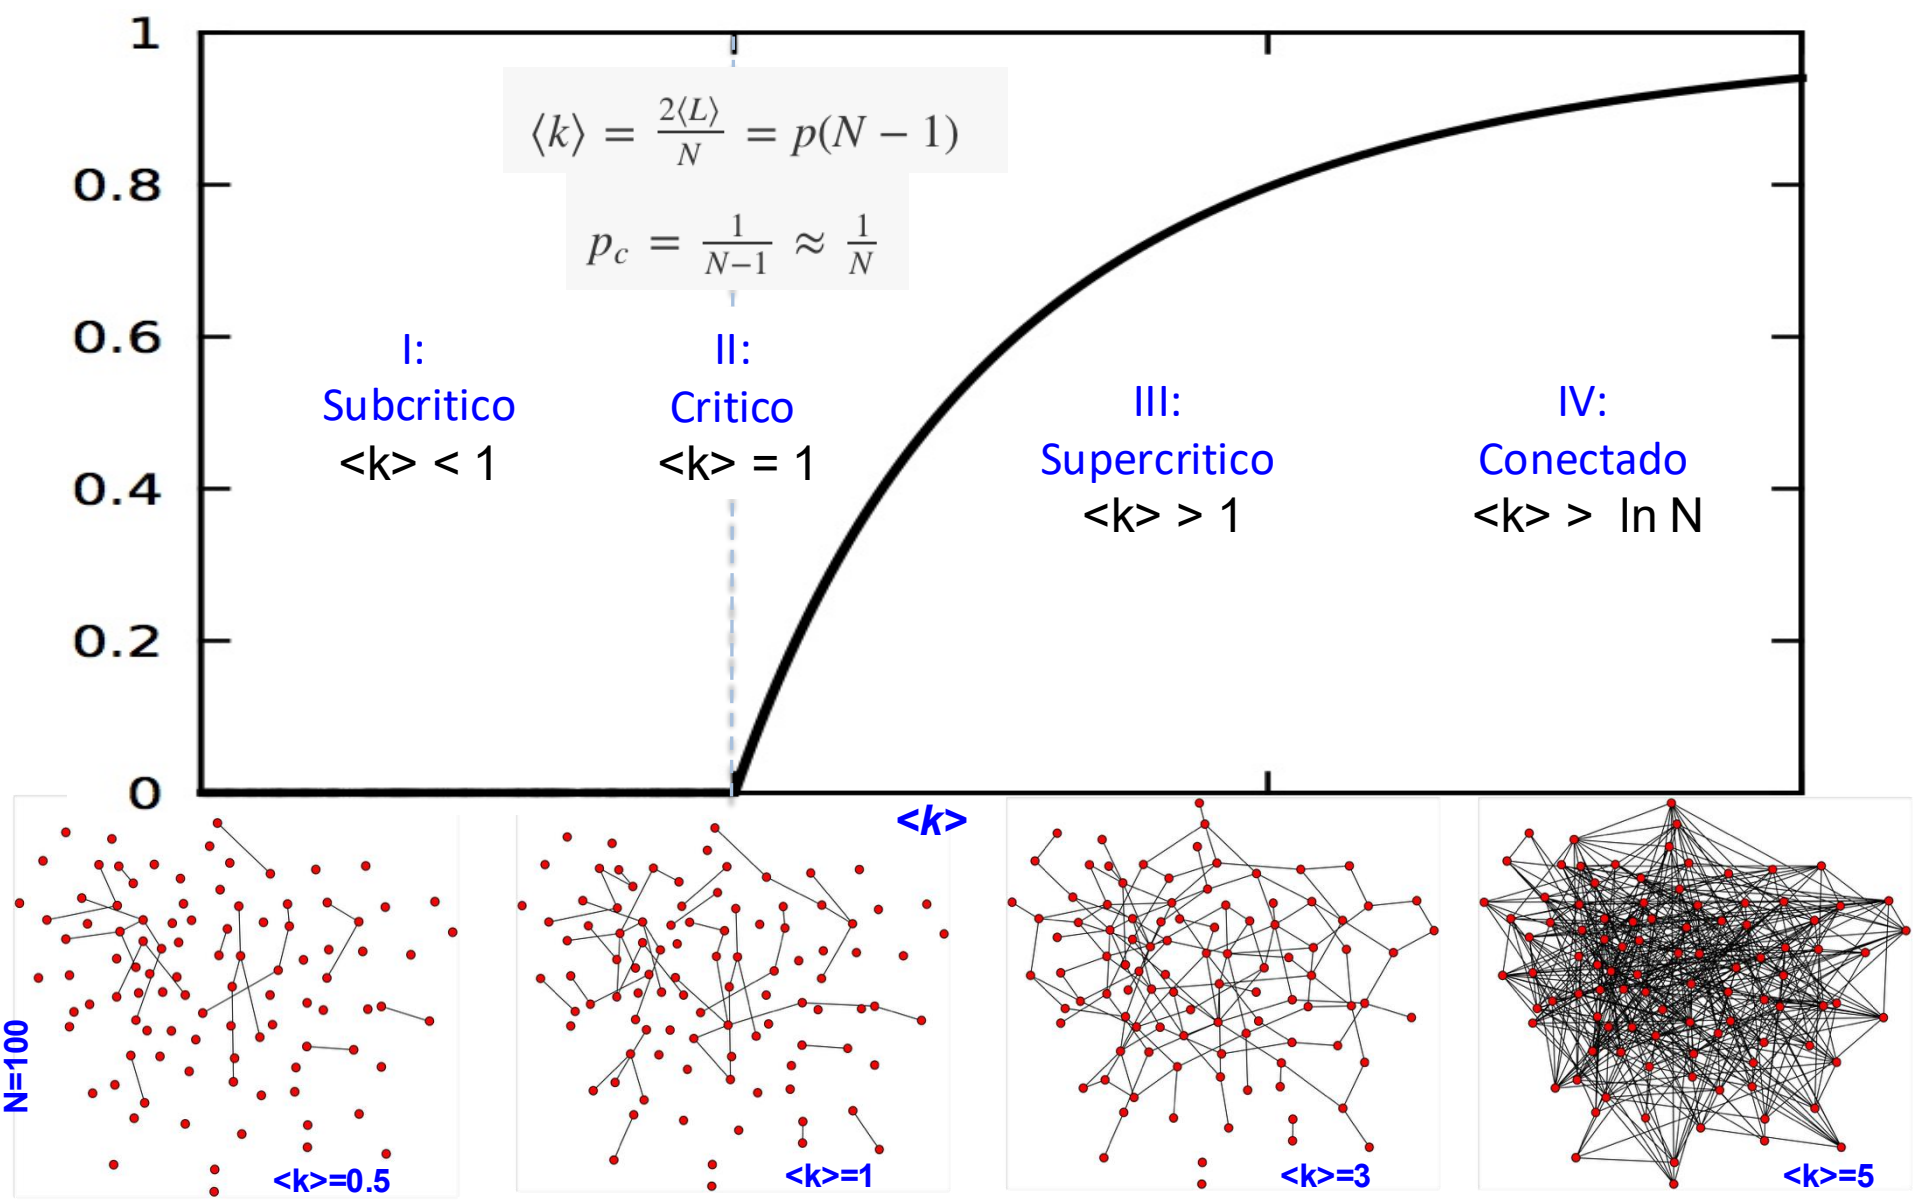 1
0.8
0.6
0.4
0.2
0
⟨k⟩ = 2⟨L⟩/N = p(N − 1)
p_c = 1/(N−1) ≈ 1/N
I:
Subcritico
<k> < 1
II:
Critico
<k> = 1
III:
Supercritico
<k> > 1
IV:
Conectado
<k> > ln N
<k>
N=100
<k>=0.5
<k>=1
<k>=3
<k>=5